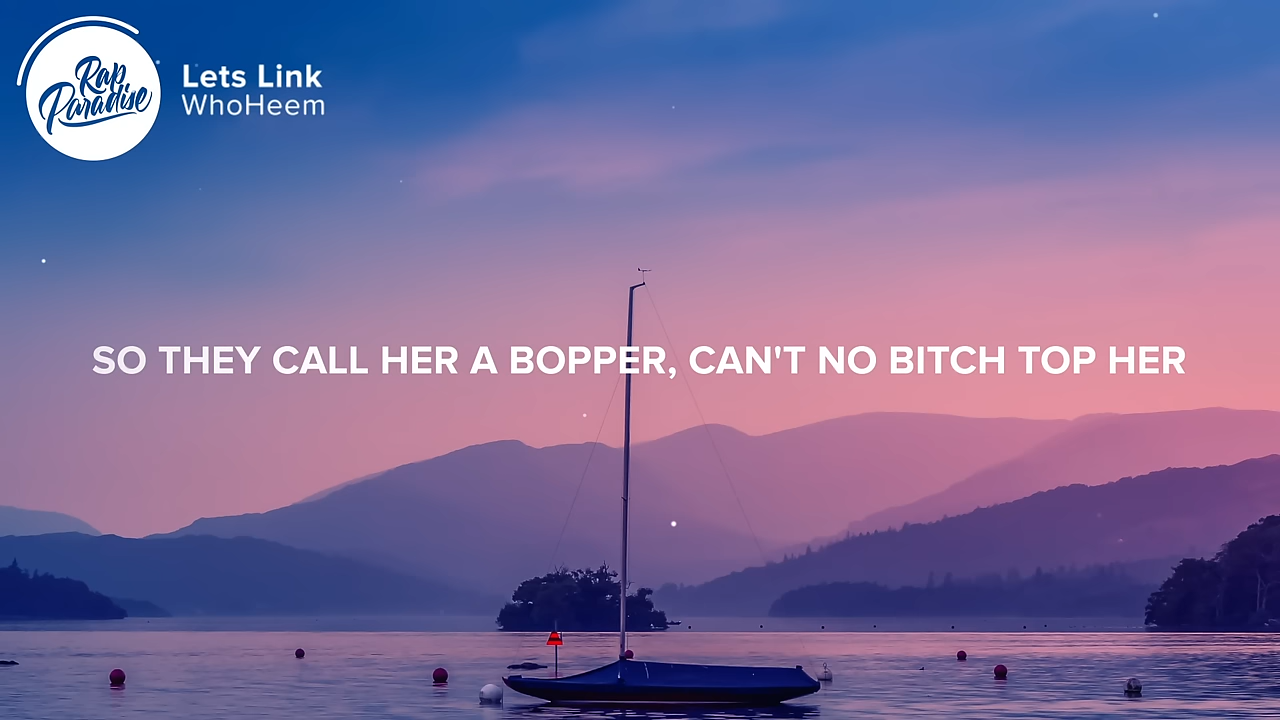 Rap
Paradise
Lets Link
WhoHeem
SO THEY CALL HER A BOPPER, CAN'T NO BITCH TOP HER